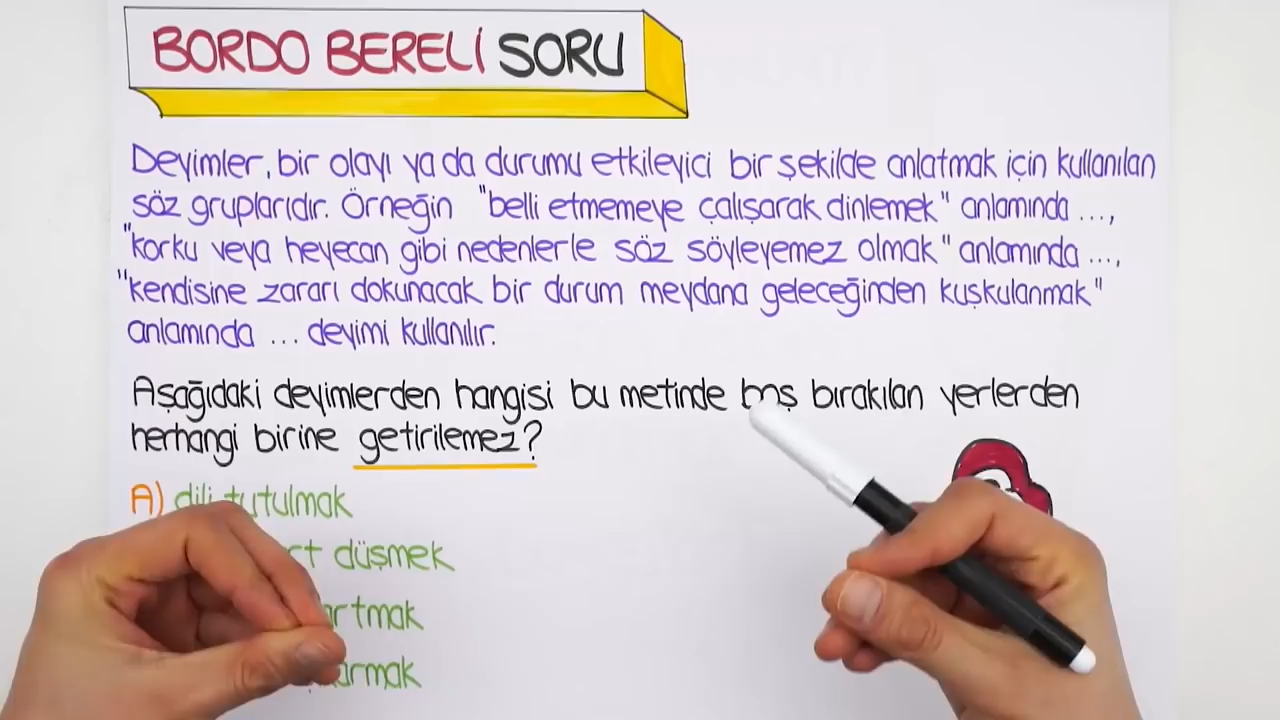 BORDO BERELİ SORU
Deyimler, bir olayı ya da durumu etkileyici bir şekilde anlatmak için kullanılan
söz gruplarıdır. Örneğin "belli etmemeye çalışarak dinlemek" anlamında ...,
"korku veya heyecan gibi nedenlerle söz söyleyemez olmak" anlamında ...,
"kendisine zararı dokunacak bir durum meydana geleceğinden kuşkulanmak"
anlamında ... deyimi kullanılır.
Aşağıdaki deyimlerden hangisi bu metinde boş bırakılan yerlerden
herhangi birine getirilemez?
A) dili tutulmak
düşmek